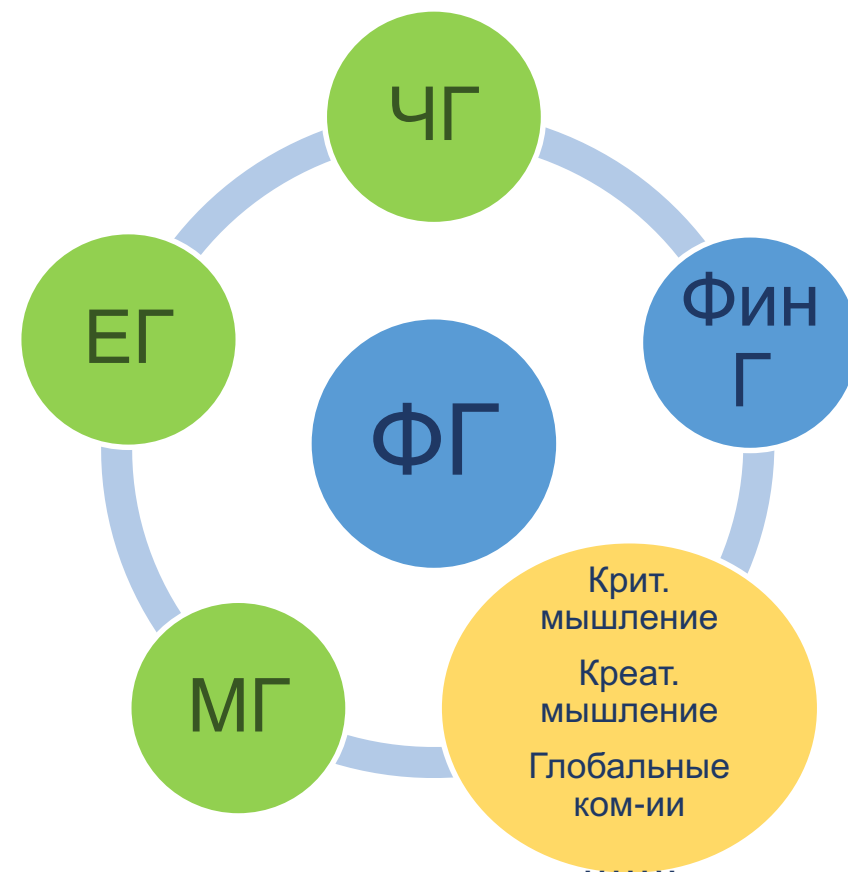 ЧГ
Фин
Г
ЕГ
ФГ
МГ
Крит.
мышление
Креат.
мышление
Глобальные
ком-ии